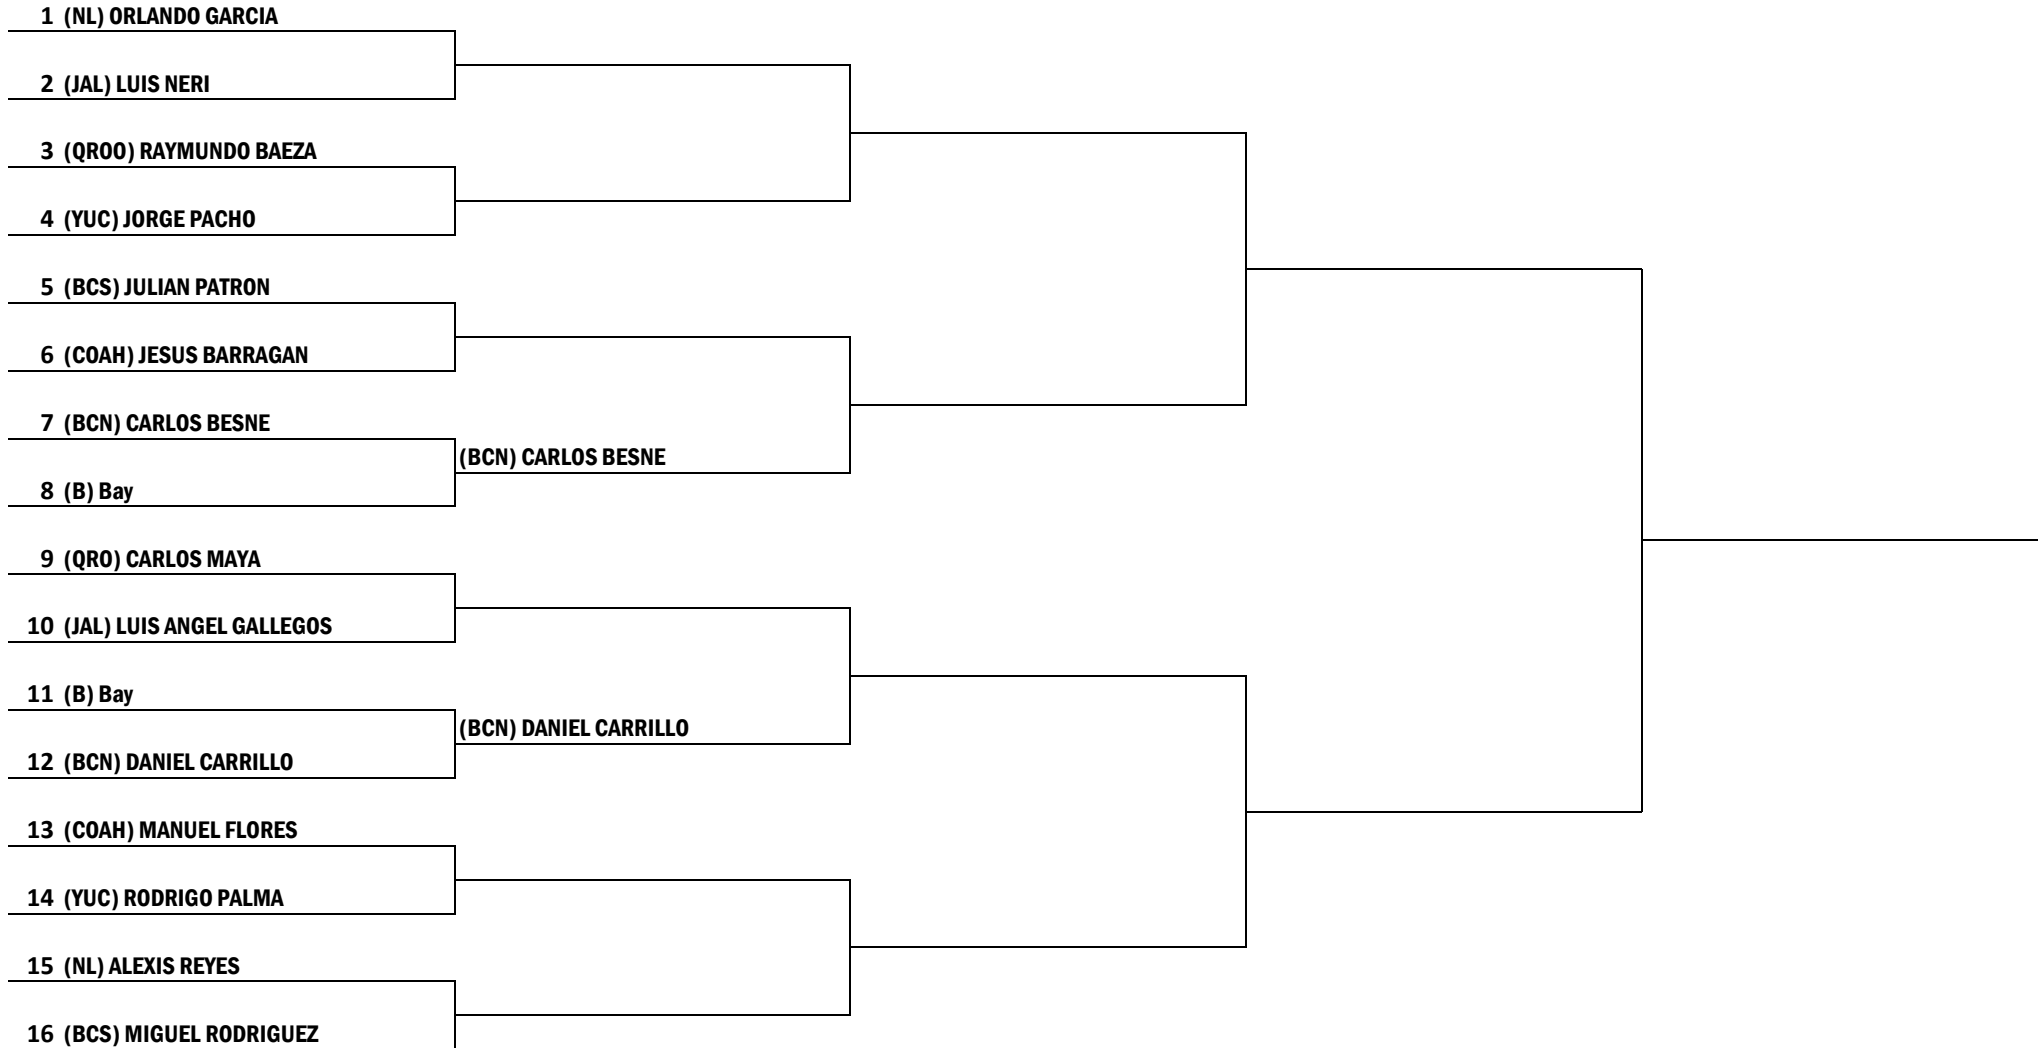 1 (NL) ORLANDO GARCIA
2 (JAL) LUIS NERI
3 (QROO) RAYMUNDO BAEZA
4 (YUC) JORGE PACHO
5 (BCS) JULIAN PATRON
6 (COAH) JESUS BARRAGAN
7 (BCN) CARLOS BESNE
(BCN) CARLOS BESNE
8 (B) Bay
9 (QRO) CARLOS MAYA
10 (JAL) LUIS ANGEL GALLEGOS
11 (B) Bay
(BCN) DANIEL CARRILLO
12 (BCN) DANIEL CARRILLO
13 (COAH) MANUEL FLORES
14 (YUC) RODRIGO PALMA
15 (NL) ALEXIS REYES
16 (BCS) MIGUEL RODRIGUEZ